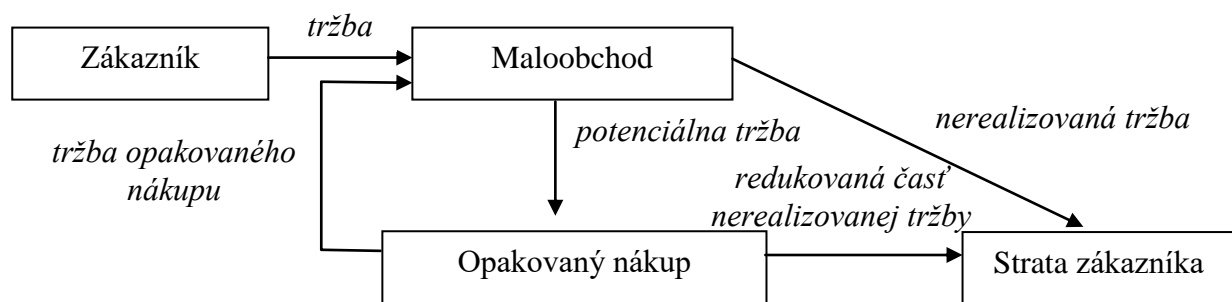 tržba
Zákazník
Maloobchod
nerealizovaná tržba
potenciálna tržba
tržba opakovaného
nákupu
redukovaná časť
nerealizovanej tržby
Opakovaný nákup
Strata zákazníka